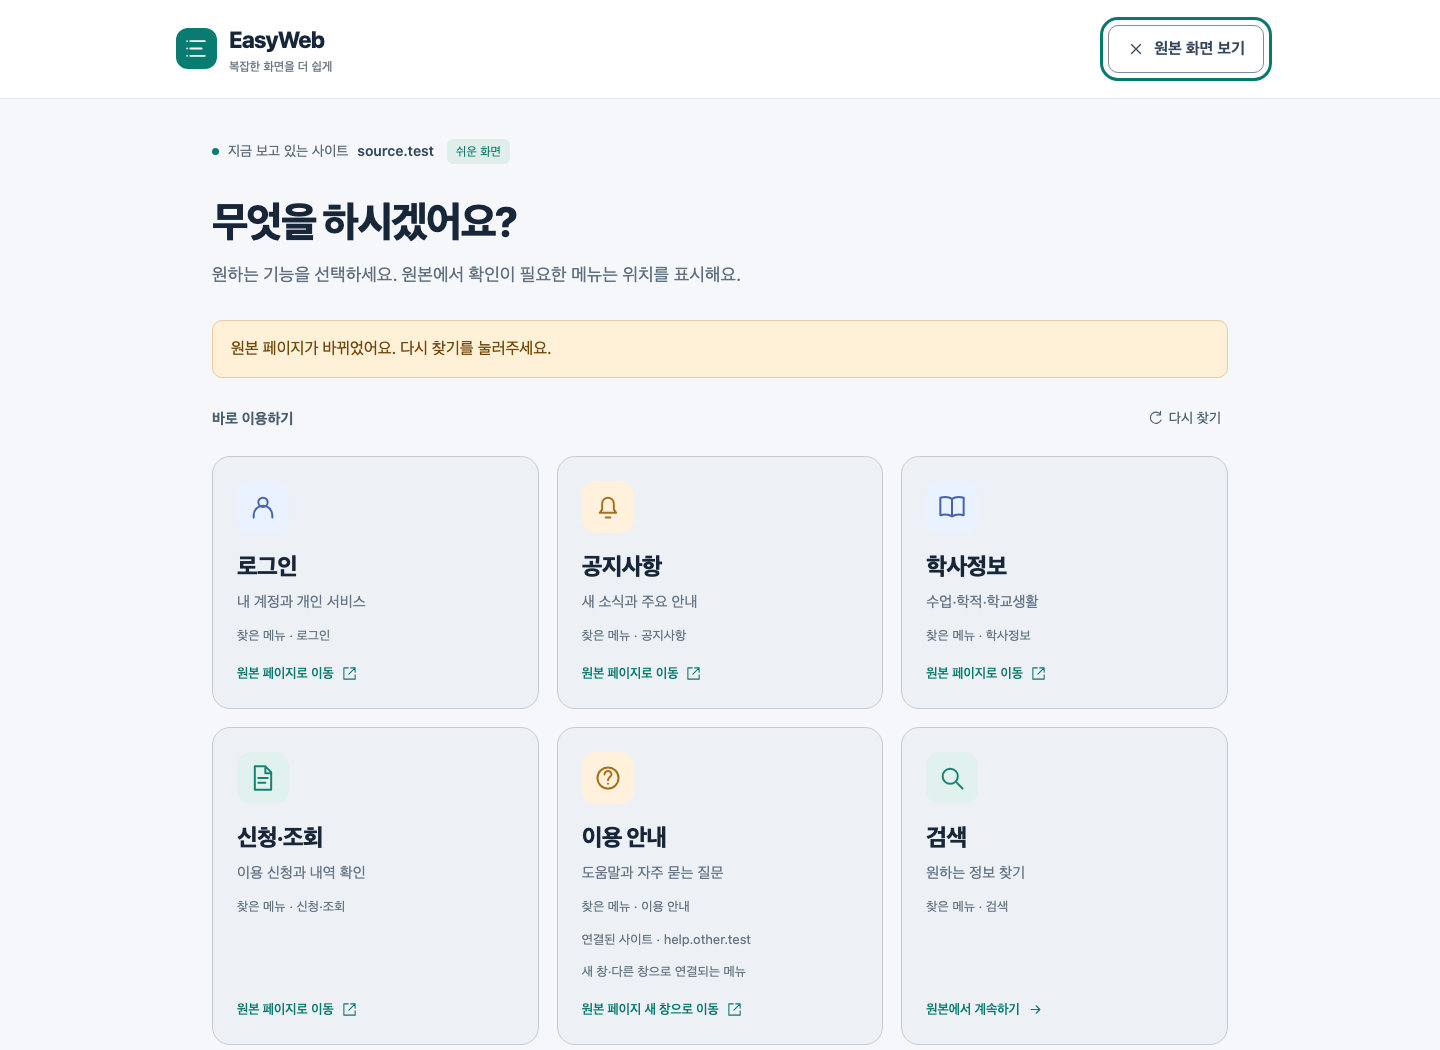 EasyWeb
복잡한 화면을 더 쉽게
원본 화면 보기
지금 보고 있는 사이트 source.test 쉬운 화면
무엇을 하시겠어요?
원하는 기능을 선택하세요. 원본에서 확인이 필요한 메뉴는 위치를 표시해요.
원본 페이지가 바뀌었어요. 다시 찾기를 눌러주세요.
바로 이용하기
다시 찾기
로그인
내 계정과 개인 서비스
찾은 메뉴 · 로그인
원본 페이지로 이동
공지사항
새 소식과 주요 안내
찾은 메뉴 · 공지사항
원본 페이지로 이동
학사정보
수업·학적·학교생활
찾은 메뉴 · 학사정보
원본 페이지로 이동
신청·조회
이용 신청과 내역 확인
찾은 메뉴 · 신청·조회
원본 페이지로 이동
이용 안내
도움말과 자주 묻는 질문
찾은 메뉴 · 이용 안내
연결된 사이트 · help.other.test
새 창·다른 창으로 연결되는 메뉴
원본 페이지 새 창으로 이동
검색
원하는 정보 찾기
찾은 메뉴 · 검색
원본에서 계속하기